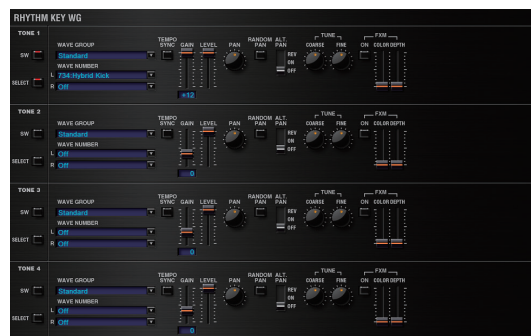 RHYTHM KEY WG
TONE 1
WAVE GROUP
TEMPO SYNC GAIN LEVEL PAN RANDOM PAN ALT. PAN TUNE COARSE FINE FXM ON COLOR DEPTH
SW Standard REV
WAVE NUMBER ON
L 734:Hybrid Kick OFF
SELECT R Off
+12
TONE 2
WAVE GROUP
TEMPO SYNC GAIN LEVEL PAN RANDOM PAN ALT. PAN TUNE COARSE FINE FXM ON COLOR DEPTH
SW Standard REV
WAVE NUMBER ON
L Off OFF
SELECT R Off
0
TONE 3
WAVE GROUP
TEMPO SYNC GAIN LEVEL PAN RANDOM PAN ALT. PAN TUNE COARSE FINE FXM ON COLOR DEPTH
SW Standard REV
WAVE NUMBER ON
L Off OFF
SELECT R Off
0
TONE 4
WAVE GROUP
TEMPO SYNC GAIN LEVEL PAN RANDOM PAN ALT. PAN TUNE COARSE FINE FXM ON COLOR DEPTH
SW Standard REV
WAVE NUMBER ON
L Off OFF
SELECT R Off
0